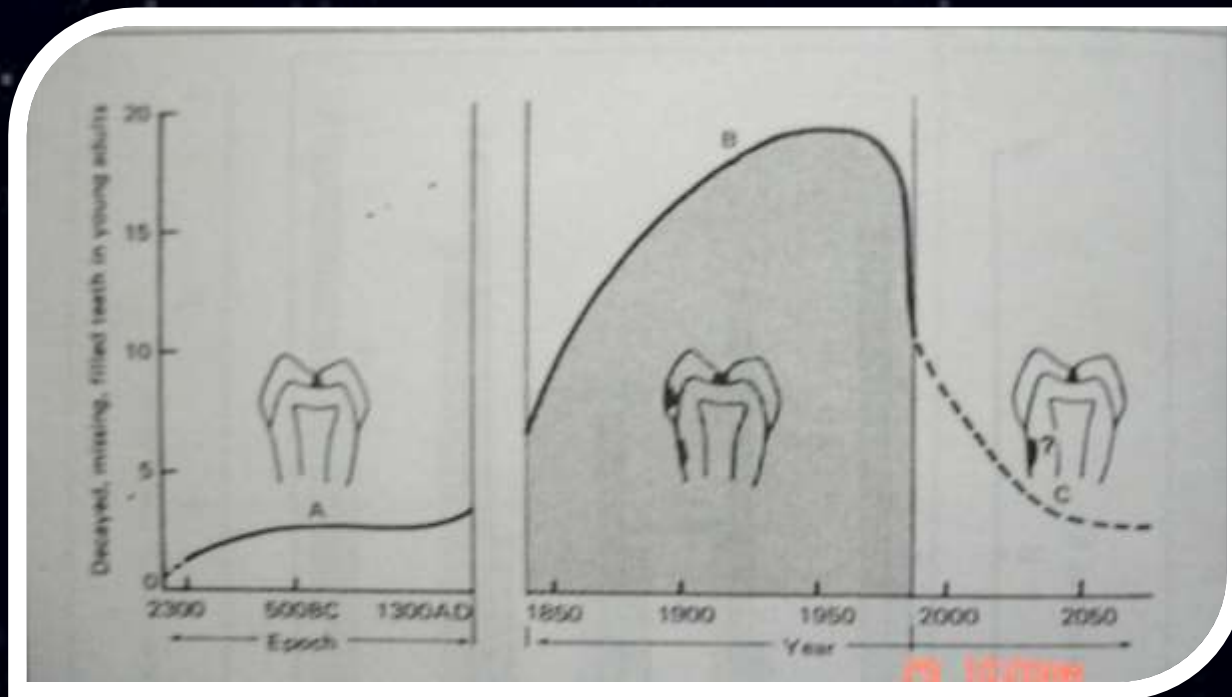 Decayed, missing, filled teeth in young adults
20
15
10
5
0
A
B
C
?
2300 500BC 1300AD 1850 1900 1950 2000 2050
Epoch Year